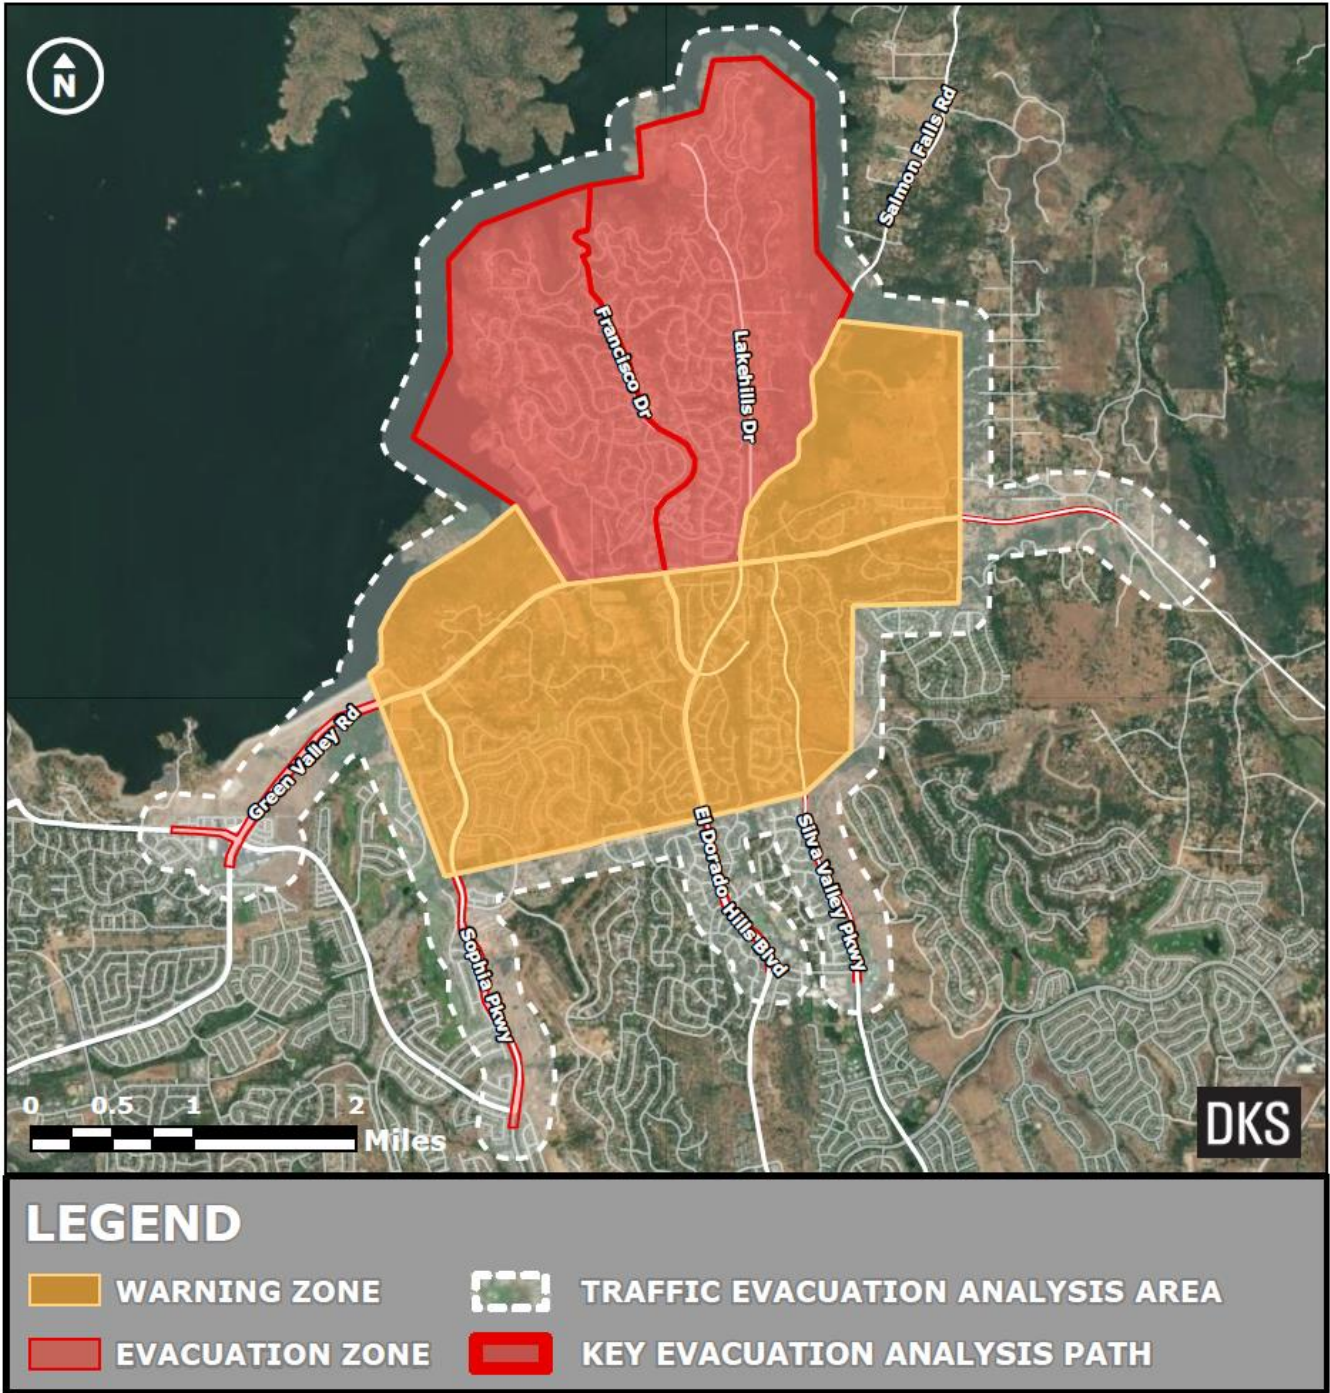 N
Salmon Falls Rd
Francisco Dr
Lakehills Dr
Green Valley Rd
El Dorado Hills Blvd
Silva Valley Pkwy
Sophia Pkwy
0 0.5 1 2
Miles
DKS
LEGEND
WARNING ZONE
TRAFFIC EVACUATION ANALYSIS AREA
EVACUATION ZONE
KEY EVACUATION ANALYSIS PATH